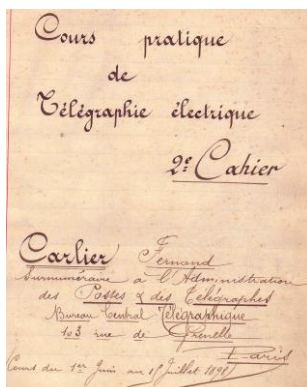 Cours pratique
de
Télégraphie électrique
2e Cahier
Carlier Fernand
Surnuméraire à l'Administration
des Postes & des Télégraphes
Bureau Central Télégraphique
103 rue de Grenelle
Paris
Cours du 1er Juin au 15 Juillet